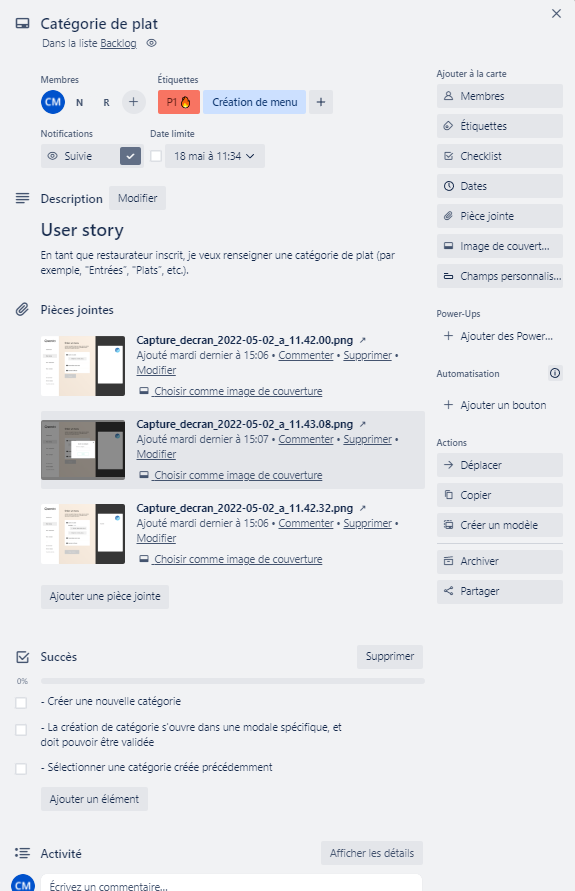 Catégorie de plat
Dans la liste Backlog
Membres
CM N R +
Étiquettes
P1🔥 Création de menu +
Notifications
Suivie
Date limite
18 mai à 11:34
Description Modifier
User story
En tant que restaurateur inscrit, je veux renseigner une catégorie de plat (par
exemple, "Entrées", "Plats", etc.).
Pièces jointes
Capture_decran_2022-05-02_a_11.42.00.png ↗
Ajouté mardi dernier à 15:06 • Commenter • Supprimer •
Modifier
Choisir comme image de couverture
Capture_decran_2022-05-02_a_11.43.08.png ↗
Ajouté mardi dernier à 15:07 • Commenter • Supprimer •
Modifier
Choisir comme image de couverture
Capture_decran_2022-05-02_a_11.42.32.png ↗
Ajouté mardi dernier à 15:06 • Commenter • Supprimer •
Modifier
Choisir comme image de couverture
Ajouter une pièce jointe
Succès Supprimer
0%
- Créer une nouvelle catégorie
- La création de catégorie s'ouvre dans une modale spécifique, et
doit pouvoir être validée
- Sélectionner une catégorie créée précédemment
Ajouter un élément
Activité Afficher les détails
CM Écrivez un commentaire...
Ajouter à la carte
Membres
Étiquettes
Checklist
Dates
Pièce jointe
Image de couvert...
Champs personnalis...
Power-Ups
+ Ajouter des Power...
Automatisation
+ Ajouter un bouton
Actions
Déplacer
Copier
Créer un modèle
Archiver
Partager